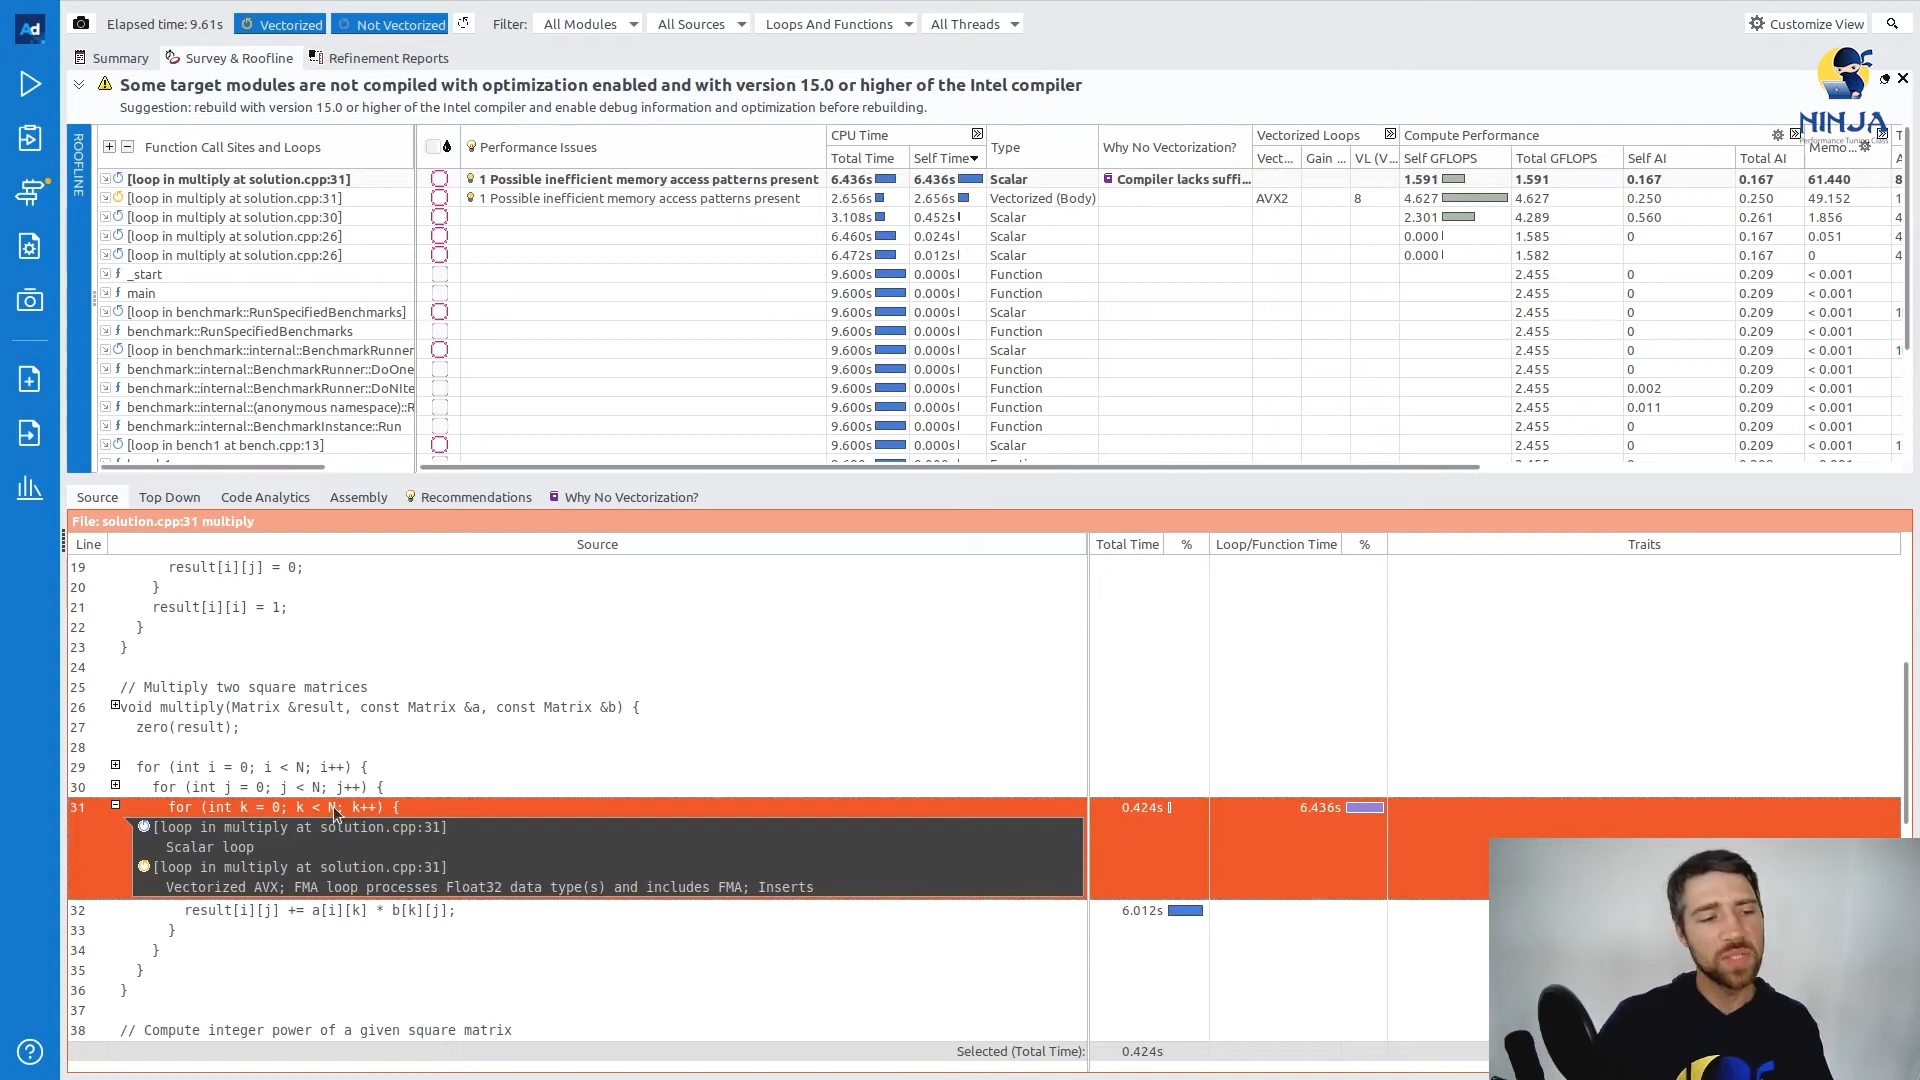 Ad
Elapsed time: 9.61s Vectorized Not Vectorized Filter: All Modules All Sources Loops And Functions All Threads Customize View
Summary Survey & Roofline Refinement Reports
Some target modules are not compiled with optimization enabled and with version 15.0 or higher of the Intel compiler
Suggestion: rebuild with version 15.0 or higher of the Intel compiler and enable debug information and optimization before rebuilding.
NINJA
Performance Tuning Class
ROOFLINE
Function Call Sites and Loops Performance Issues CPU Time Type Why No Vectorization? Vectorized Loops Compute Performance Memo...
Total Time Self Time Vect... Gain ... VL (V... Self GFLOPS Total GFLOPS Self AI Total AI
[loop in multiply at solution.cpp:31] 1 Possible inefficient memory access patterns present 6.436s 6.436s Scalar Compiler lacks suffi... 1.591 1.591 0.167 0.167 61.440 8
[loop in multiply at solution.cpp:31] 1 Possible inefficient memory access patterns present 2.656s 2.656s Vectorized (Body) AVX2 8 4.627 4.627 0.250 0.250 49.152 1
[loop in multiply at solution.cpp:30] 3.108s 0.452s Scalar 2.301 4.289 0.560 0.261 1.856 4
[loop in multiply at solution.cpp:26] 6.460s 0.024s Scalar 0.000 1.585 0 0.167 0.051 4
[loop in multiply at solution.cpp:26] 6.472s 0.012s Scalar 0.000 1.582 0.167 0 4
_start 9.600s 0.000s Function 2.455 0 0.209 < 0.001
main 9.600s 0.000s Function 2.455 0 0.209 < 0.001
[loop in benchmark::RunSpecifiedBenchmarks] 9.600s 0.000s Scalar 2.455 0 0.209 < 0.001 1
benchmark::RunSpecifiedBenchmarks 9.600s 0.000s Function 2.455 0 0.209 < 0.001
[loop in benchmark::internal::BenchmarkRunner 9.600s 0.000s Scalar 2.455 0 0.209 < 0.001 1
benchmark::internal::BenchmarkRunner::DoOne 9.600s 0.000s Function 2.455 0 0.209 < 0.001
benchmark::internal::BenchmarkRunner::DoNIte 9.600s 0.000s Function 2.455 0.002 0.209 < 0.001
benchmark::internal::(anonymous namespace)::R 9.600s 0.000s Function 2.455 0.011 0.209 < 0.001
benchmark::internal::BenchmarkInstance::Run 9.600s 0.000s Function 2.455 0 0.209 < 0.001
[loop in bench1 at bench.cpp:13] 9.600s 0.000s Scalar 2.455 0 0.209 < 0.001 1
Source Top Down Code Analytics Assembly Recommendations Why No Vectorization?
File: solution.cpp:31 multiply
Line Source Total Time % Loop/Function Time % Traits
19 result[i][j] = 0;
20 }
21 result[i][i] = 1;
22 }
23 }
24
25 // Multiply two square matrices
26 void multiply(Matrix &result, const Matrix &a, const Matrix &b) {
27 zero(result);
28
29 for (int i = 0; i < N; i++) {
30 for (int j = 0; j < N; j++) {
31 for (int k = 0; k < N; k++) { 0.424s 6.436s
[loop in multiply at solution.cpp:31]
Scalar loop
[loop in multiply at solution.cpp:31]
Vectorized AVX; FMA loop processes Float32 data type(s) and includes FMA; Inserts
32 result[i][j] += a[i][k] * b[k][j]; 6.012s
33 }
34 }
35 }
36 }
37
38 // Compute integer power of a given square matrix
Selected (Total Time): 0.424s